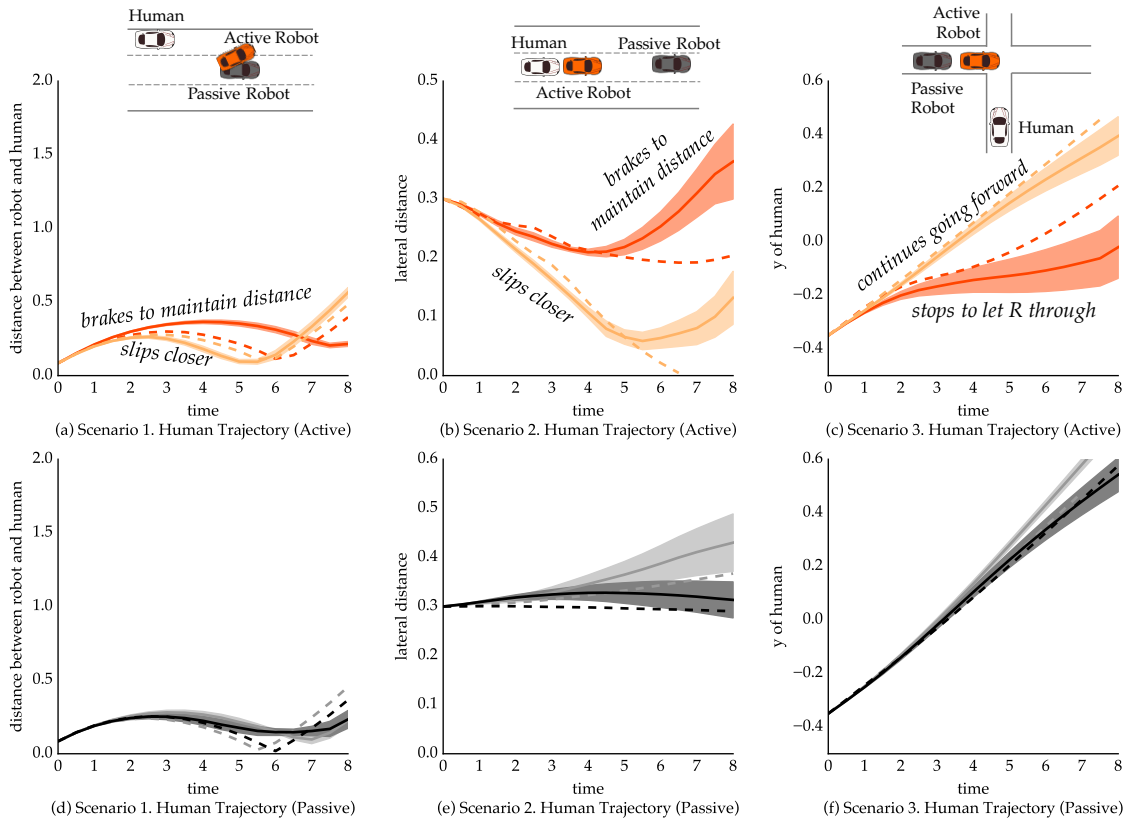 Human
Active Robot
Passive Robot
distance between robot and human
2.0
1.5
1.0
0.5
0.0
brakes to maintain distance
slips closer
0 1 2 3 4 5 6 7 8
time
(a) Scenario 1. Human Trajectory (Active)
Human
Passive Robot
Active Robot
lateral distance
0.5
0.4
0.3
0.2
0.1
0.0
brakes to
maintain distance
slips closer
0 1 2 3 4 5 6 7 8
time
(b) Scenario 2. Human Trajectory (Active)
Active
Robot
Passive
Robot
Human
y of human
0.6
0.4
0.2
0.0
−0.2
−0.4
continues going forward
stops to let R through
0 1 2 3 4 5 6 7 8
time
(c) Scenario 3. Human Trajectory (Active)
distance between robot and human
2.0
1.5
1.0
0.5
0.0
0 1 2 3 4 5 6 7 8
time
(d) Scenario 1. Human Trajectory (Passive)
lateral distance
0.6
0.5
0.4
0.3
0.2
0.1
0.0
0 1 2 3 4 5 6 7 8
time
(e) Scenario 2. Human Trajectory (Passive)
y of human
0.6
0.4
0.2
0.0
−0.2
−0.4
0 1 2 3 4 5 6 7 8
time
(f) Scenario 3. Human Trajectory (Passive)